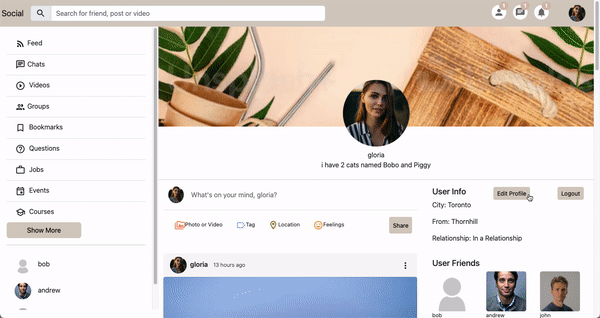 Social
Search for friend, post or video
1
1
1
Feed
Chats
Videos
Groups
Bookmarks
Questions
Jobs
Events
Courses
Show More
bob
andrew
gloria
i have 2 cats named Bobo and Piggy
What's on your mind, gloria?
Photo or Video
Tag
Location
Feelings
Share
gloria 13 hours ago
User Info
Edit Profile
Logout
City: Toronto
From: Thornhill
Relationship: In a Relationship
User Friends
bob
andrew
john